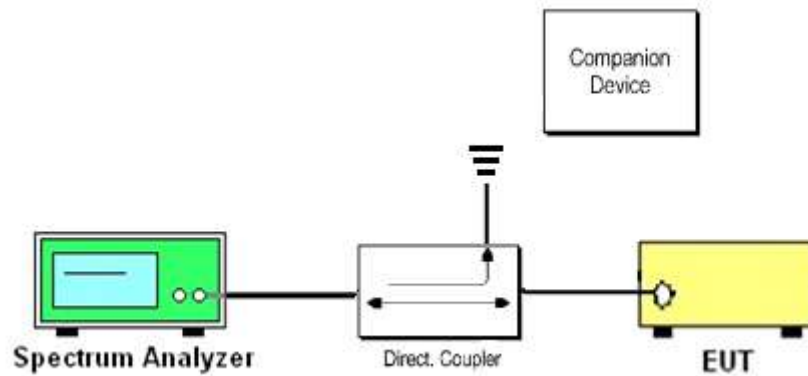 Companion
Device
Spectrum Analyzer
Direct. Coupler
EUT